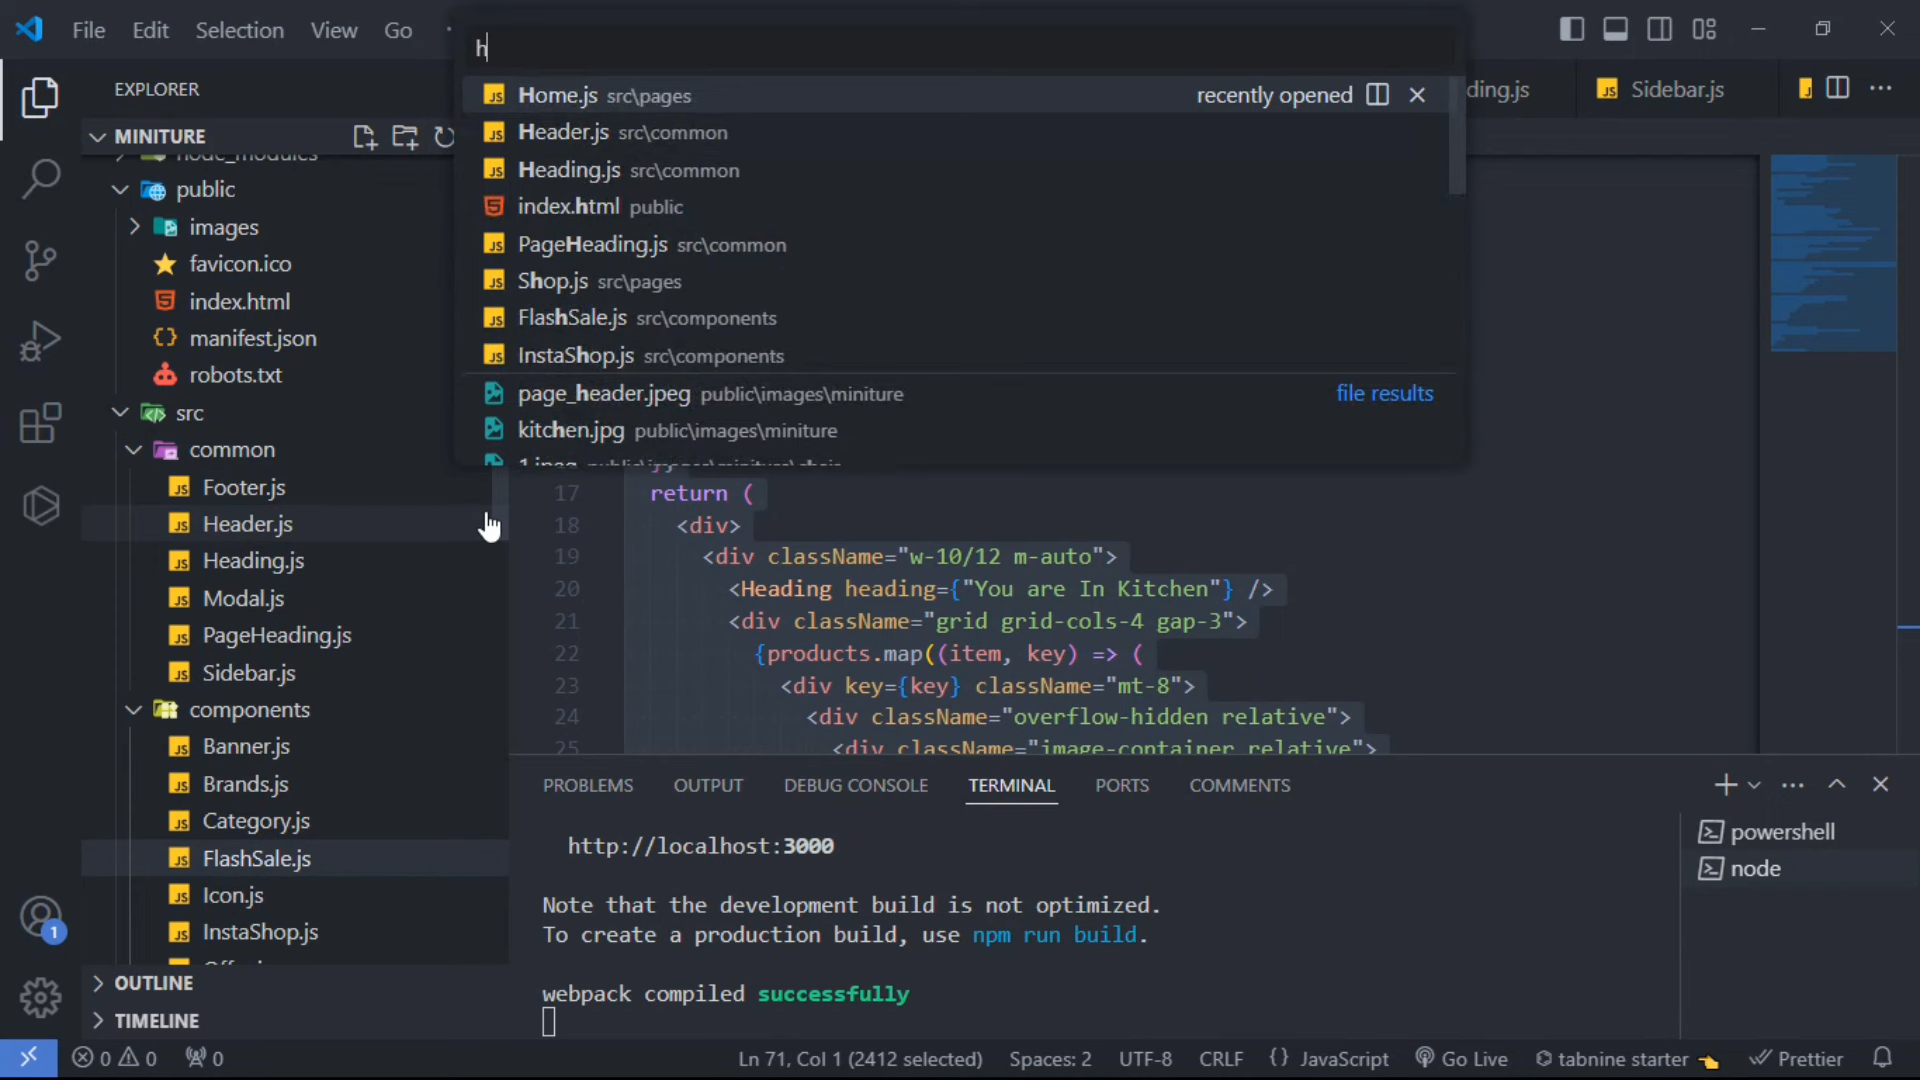 File Edit Selection View Go
h
Home.js src\pages recently opened
Header.js src\common
Heading.js src\common
index.html public
PageHeading.js src\common
Shop.js src\pages
FlashSale.js src\components
InstaShop.js src\components
page_header.jpeg public\images\miniture file results
kitchen.jpg public\images\miniture
ding.js Sidebar.js
EXPLORER
MINITURE
node_modules
public
images
favicon.ico
index.html
manifest.json
robots.txt
src
common
Footer.js
Header.js
Heading.js
Modal.js
PageHeading.js
Sidebar.js
components
Banner.js
Brands.js
Category.js
FlashSale.js
Icon.js
InstaShop.js
OUTLINE
TIMELINE
17 return (
18 <div>
19 <div className="w-10/12 m-auto">
20 <Heading heading={"You are In Kitchen"} />
21 <div className="grid grid-cols-4 gap-3">
22 {products.map((item, key) => (
23 <div key={key} className="mt-8">
24 <div className="overflow-hidden relative">
25 <div className="image-container relative">
PROBLEMS OUTPUT DEBUG CONSOLE TERMINAL PORTS COMMENTS
http://localhost:3000
Note that the development build is not optimized.
To create a production build, use npm run build.
webpack compiled successfully
powershell
node
1
0 0 0 Ln 71, Col 1 (2412 selected) Spaces: 2 UTF-8 CRLF {} JavaScript Go Live tabnine starter Prettier